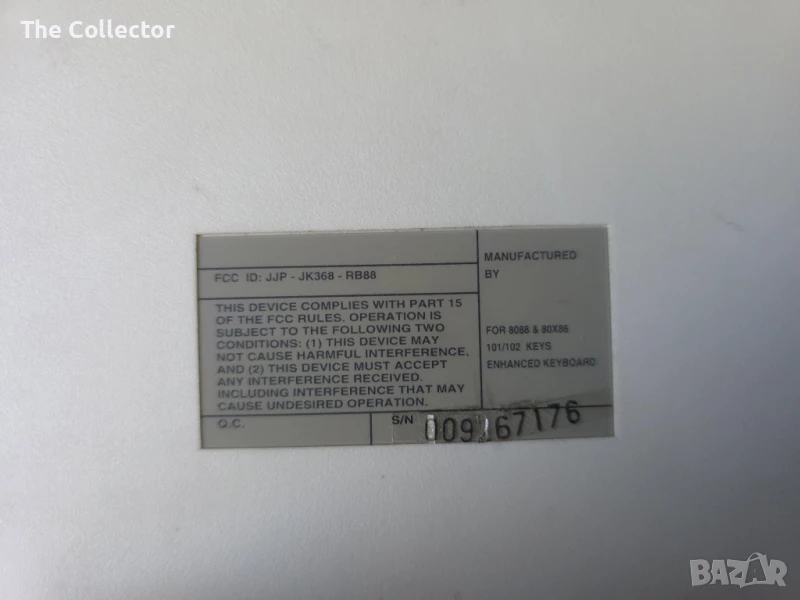 The Collector
FCC ID: JJP - JK368 - RB88
THIS DEVICE COMPLIES WITH PART 15
OF THE FCC RULES. OPERATION IS
SUBJECT TO THE FOLLOWING TWO
CONDITIONS: (1) THIS DEVICE MAY
NOT CAUSE HARMFUL INTERFERENCE,
AND (2) THIS DEVICE MUST ACCEPT
ANY INTERFERENCE RECEIVED.
INCLUDING INTERFERENCE THAT MAY
CAUSE UNDESIRED OPERATION.
MANUFACTURED
BY
FOR 8088 & 80X86
101/102 KEYS
ENHANCED KEYBOARD
Q.C.
S/N
BAZAR